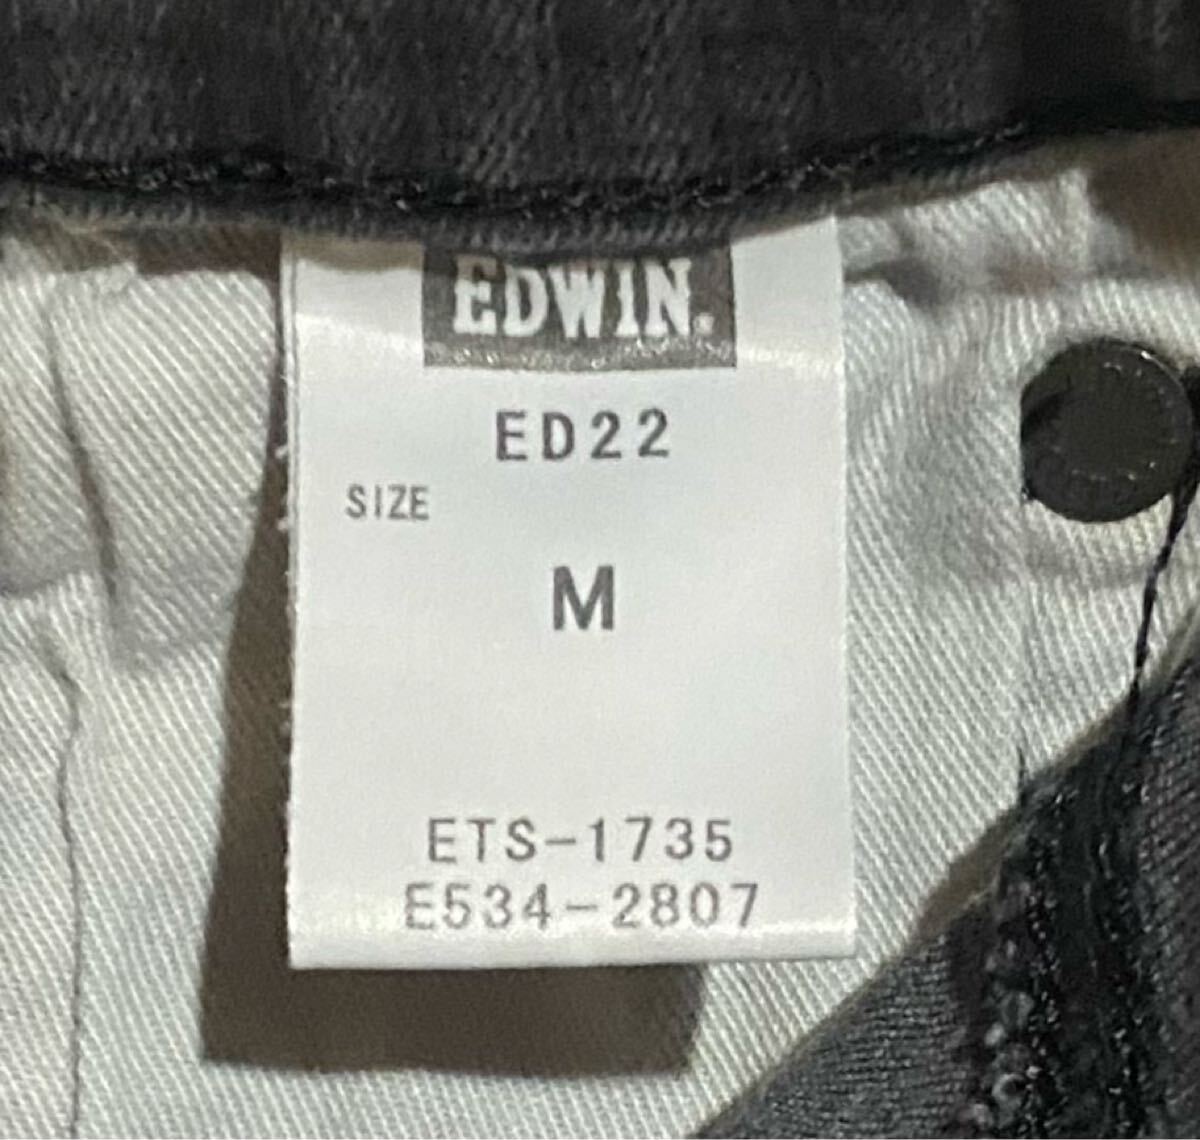 EDWIN.
ED22
SIZE
M
ETS-1735
E534-2807